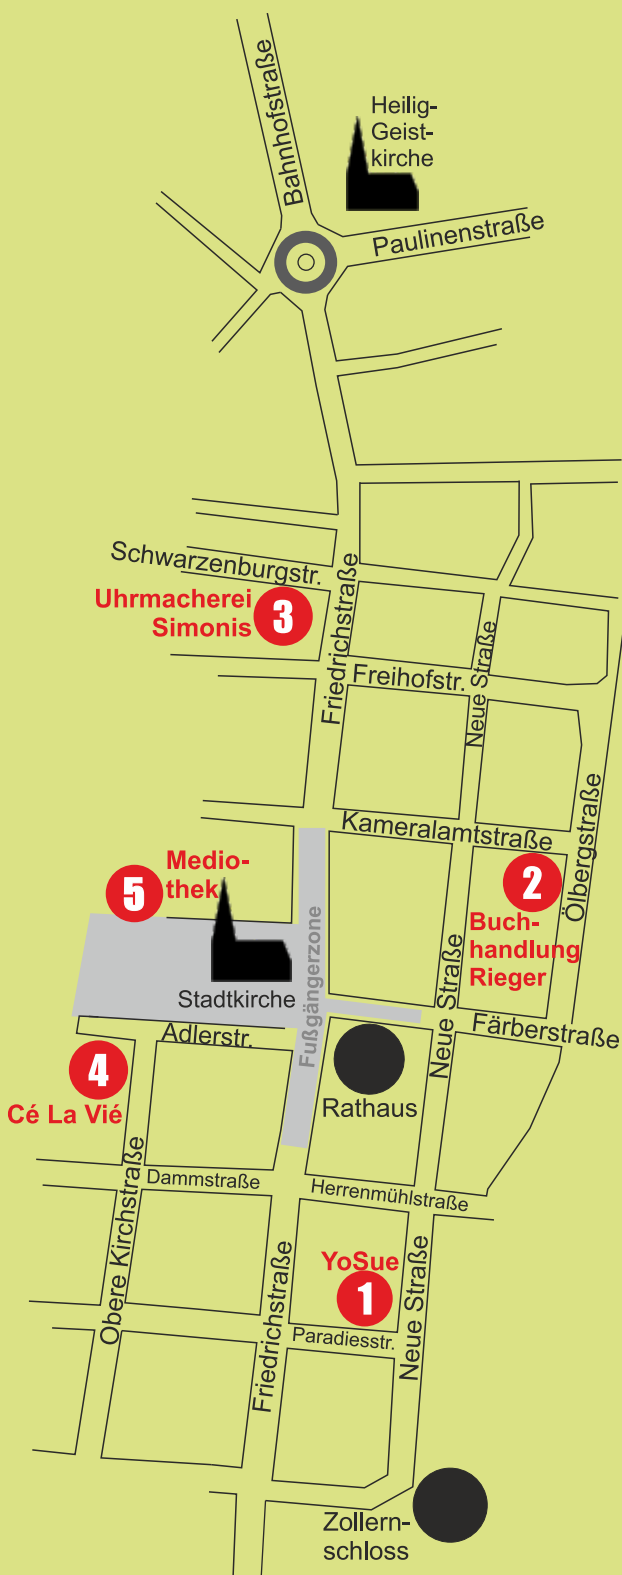 Bahnhofstraße
Heilig-
Geist-
kirche
Paulinenstraße
Schwarzenburgstr.
Uhrmacherei
Simonis
3
Friedrichstraße
Freihofstr.
Neue Straße
Kameralamtstraße
Ölbergstraße
5
Medio-
thek
2
Buch-
handlung
Rieger
Stadtkirche
Fußgängerzone
Neue Straße
Färberstraße
Adlerstr.
4
Cé La Vié
Rathaus
Dammstraße
Herrenmühlstraße
Obere Kirchstraße
YoSue
1
Friedrichstraße
Paradiesstr.
Neue Straße
Zollern-
schloss